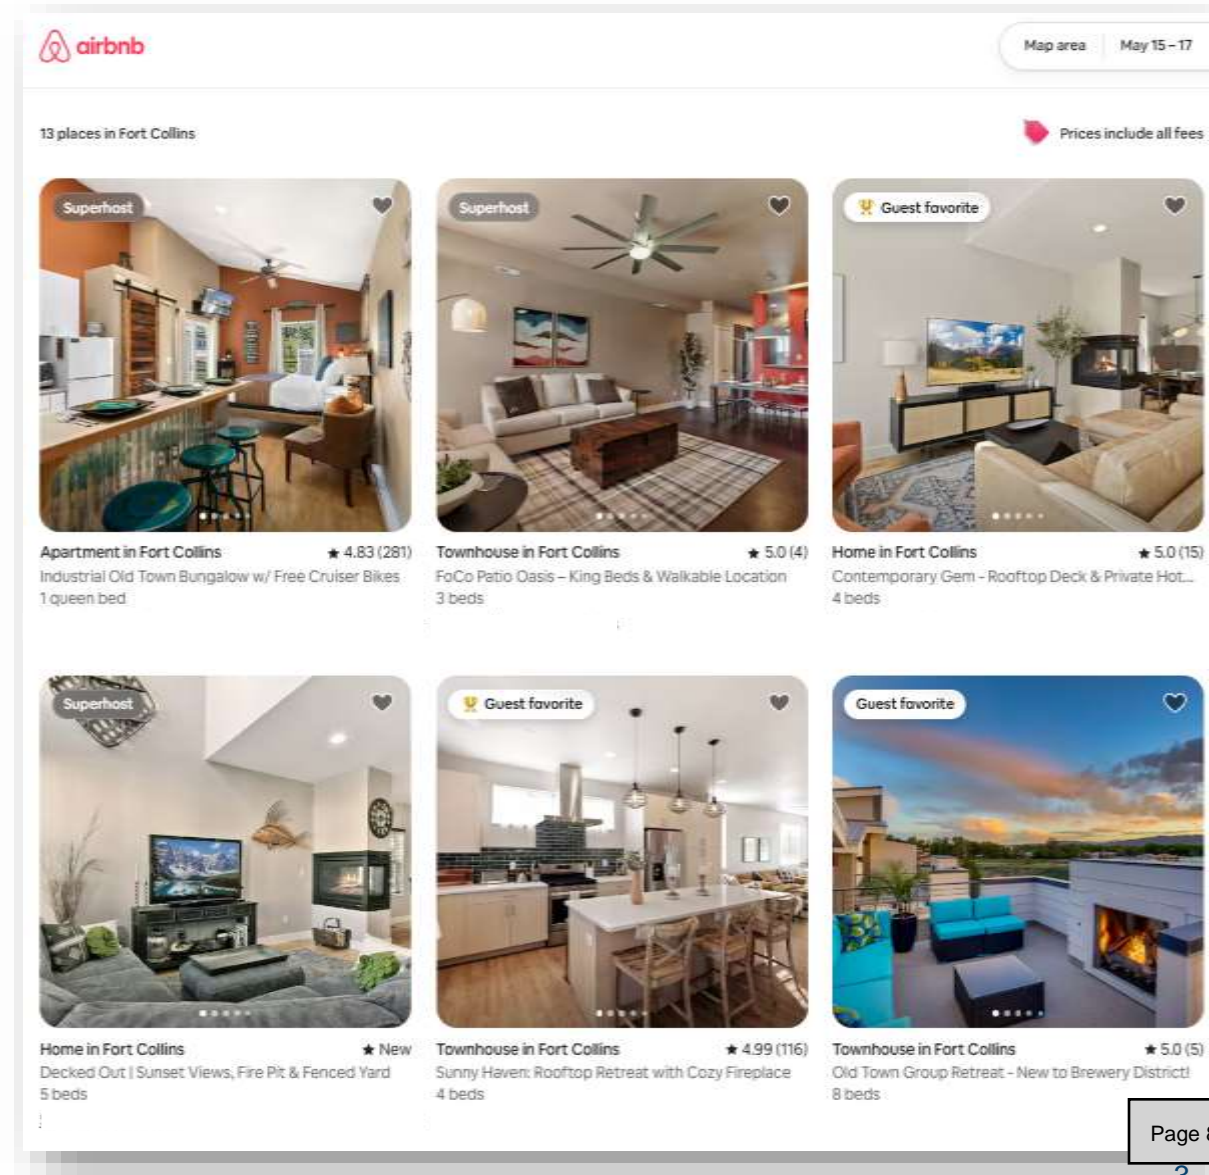 airbnb
Map area May 15 – 17
13 places in Fort Collins
Prices include all fees
Superhost
Superhost
Guest favorite
Apartment in Fort Collins ★ 4.83 (281)
Industrial Old Town Bungalow w/ Free Cruiser Bikes
1 queen bed
Townhouse in Fort Collins ★ 5.0 (4)
FoCo Patio Oasis – King Beds & Walkable Location
3 beds
Home in Fort Collins ★ 5.0 (15)
Contemporary Gem - Rooftop Deck & Private Hot...
4 beds
Superhost
Guest favorite
Guest favorite
Home in Fort Collins ★ New
Decked Out | Sunset Views, Fire Pit & Fenced Yard
5 beds
Townhouse in Fort Collins ★ 4.99 (116)
Sunny Haven: Rooftop Retreat with Cozy Fireplace
4 beds
Townhouse in Fort Collins ★ 5.0 (5)
Old Town Group Retreat - New to Brewery District!
8 beds
Page 8